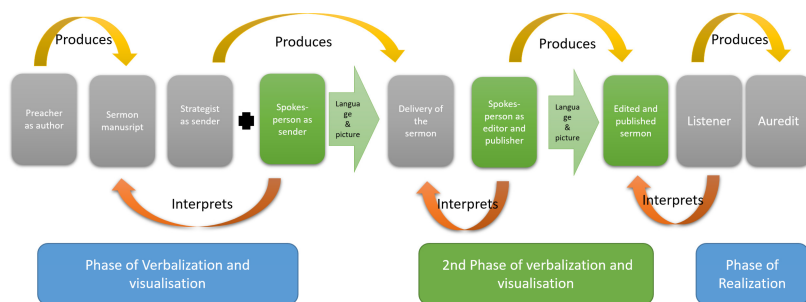 Produces
Produces
Produces
Produces
Preacher
as author
Sermon
manusript
Strategist
as sender
Spokes-
person as
sender
Langua
ge
&
picture
Delivery of
the
sermon
Spokes-
person as
editor and
publisher
Langua
ge
&
picture
Edited and
published
sermon
Listener
Auredit
Interprets
Interprets
Interprets
Phase of Verbalization and
visualisation
2nd Phase of verbalization and
visualisation
Phase of
Realization